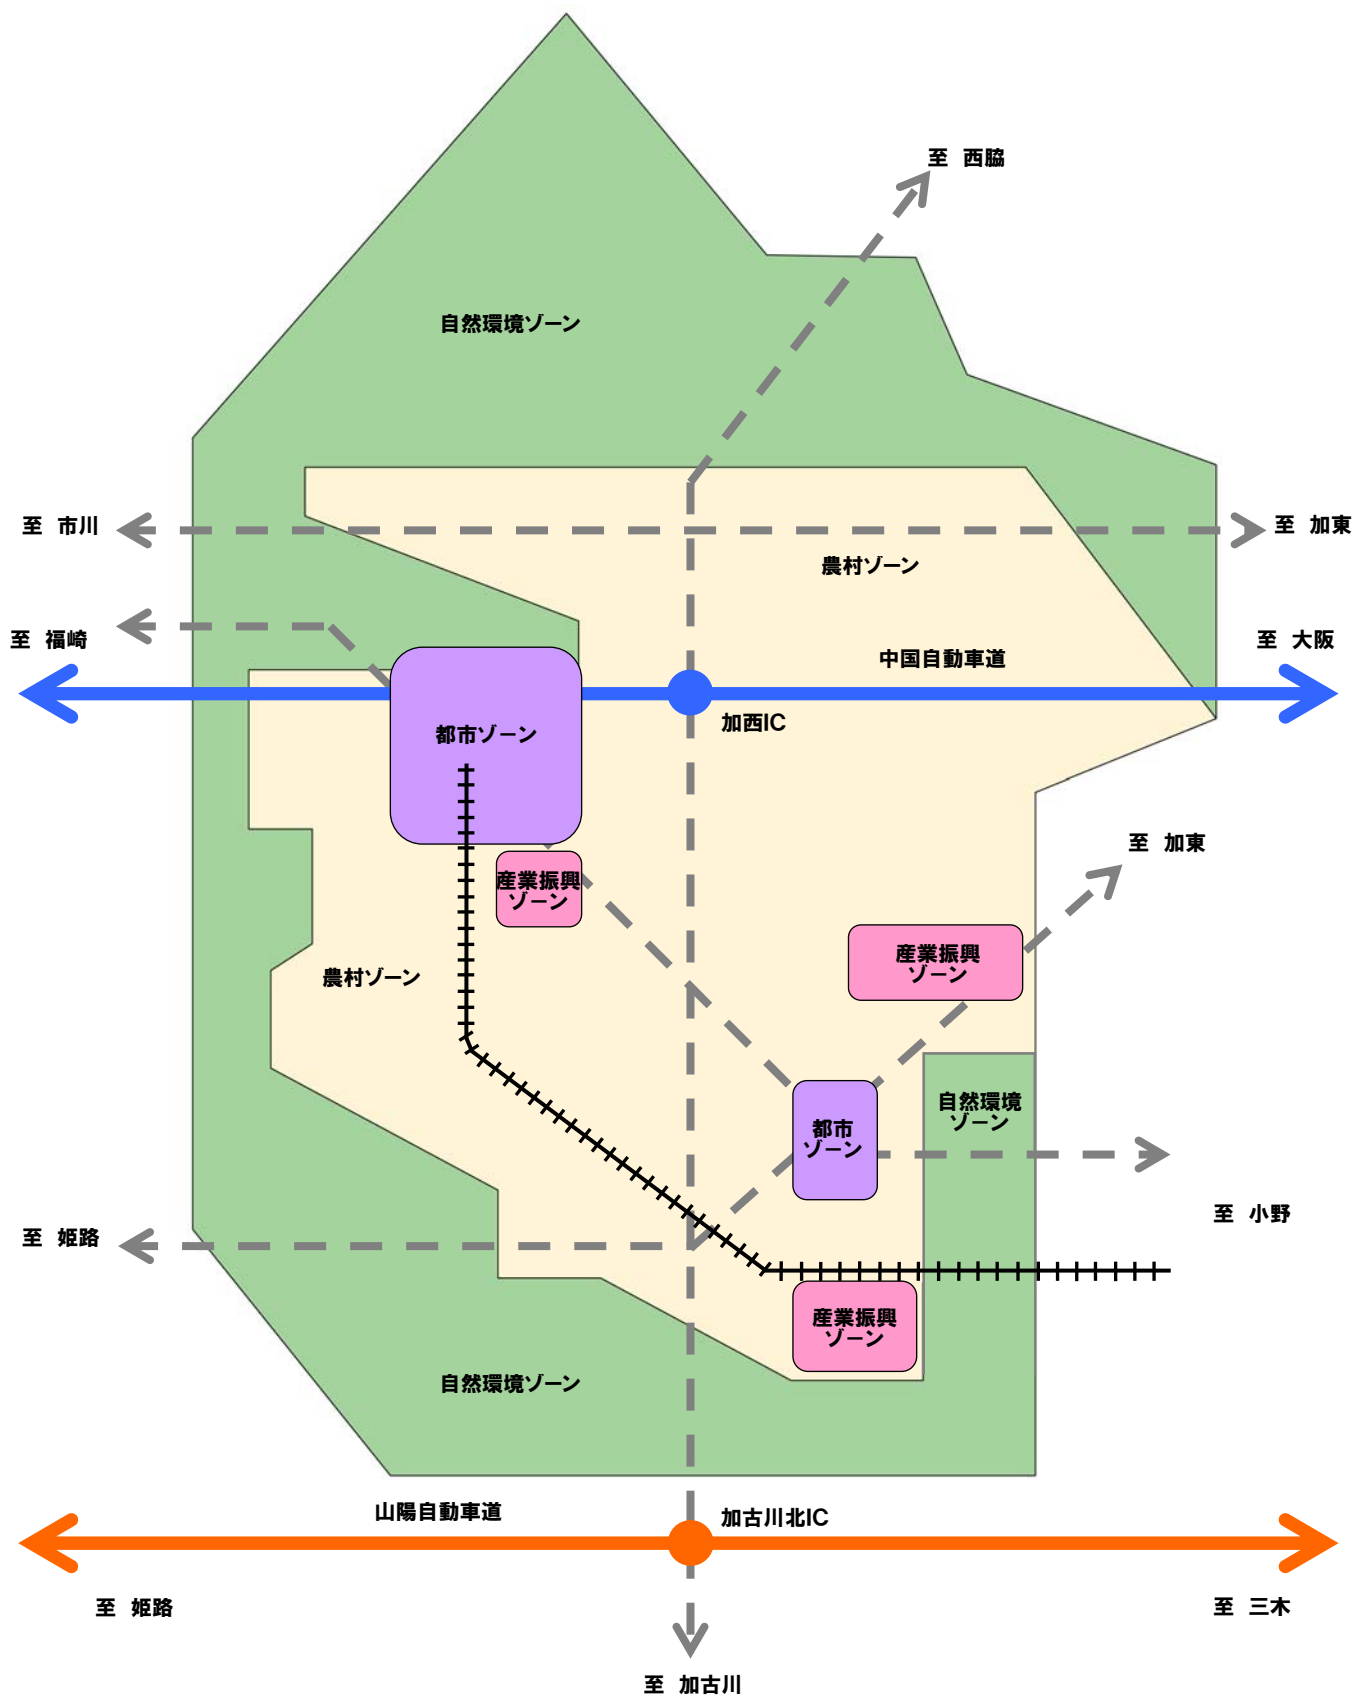 至 西脇
自然環境ゾーン
至 市川
至 加東
農村ゾーン
至 福崎
至 大阪
中国自動車道
加西IC
都市ゾーン
至 加東
産業振興
ゾーン
産業振興
ゾーン
農村ゾーン
自然環境
ゾーン
都市
ゾーン
至 小野
至 姫路
産業振興
ゾーン
自然環境ゾーン
山陽自動車道
加古川北IC
至 姫路
至 三木
至 加古川